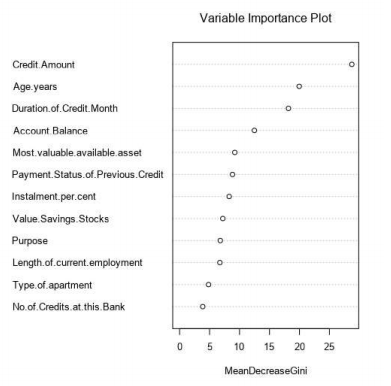 Variable Importance Plot
Credit.Amount
Age.years
Duration.of.Credit.Month
Account.Balance
Most.valuable.available.asset
Payment.Status.of.Previous.Credit
Instalment.per.cent
Value.Savings.Stocks
Purpose
Length.of.current.employment
Type.of.apartment
No.of.Credits.at.this.Bank
0 5 10 15 20 25
MeanDecreaseGini